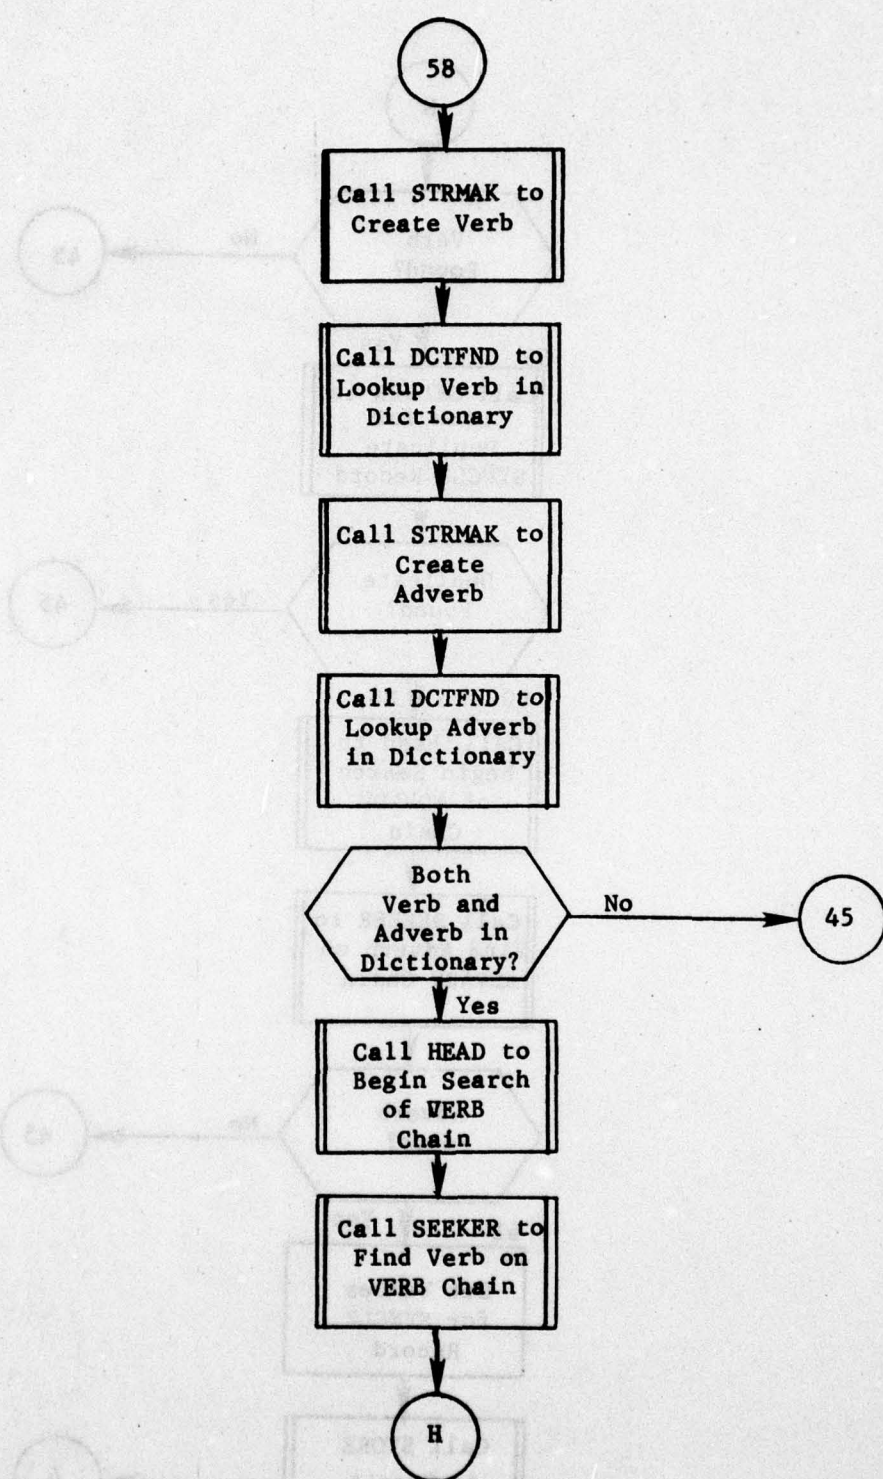 58
Call STRMAK to
Create Verb
Call DCTFND to
Lookup Verb in
Dictionary
Call STRMAK to
Create
Adverb
Call DCTFND to
Lookup Adverb
in Dictionary
Both
Verb and
Adverb in
Dictionary?
No
45
Yes
Call HEAD to
Begin Search
of VERB
Chain
Call SEEKER to
Find Verb on
VERB Chain
H